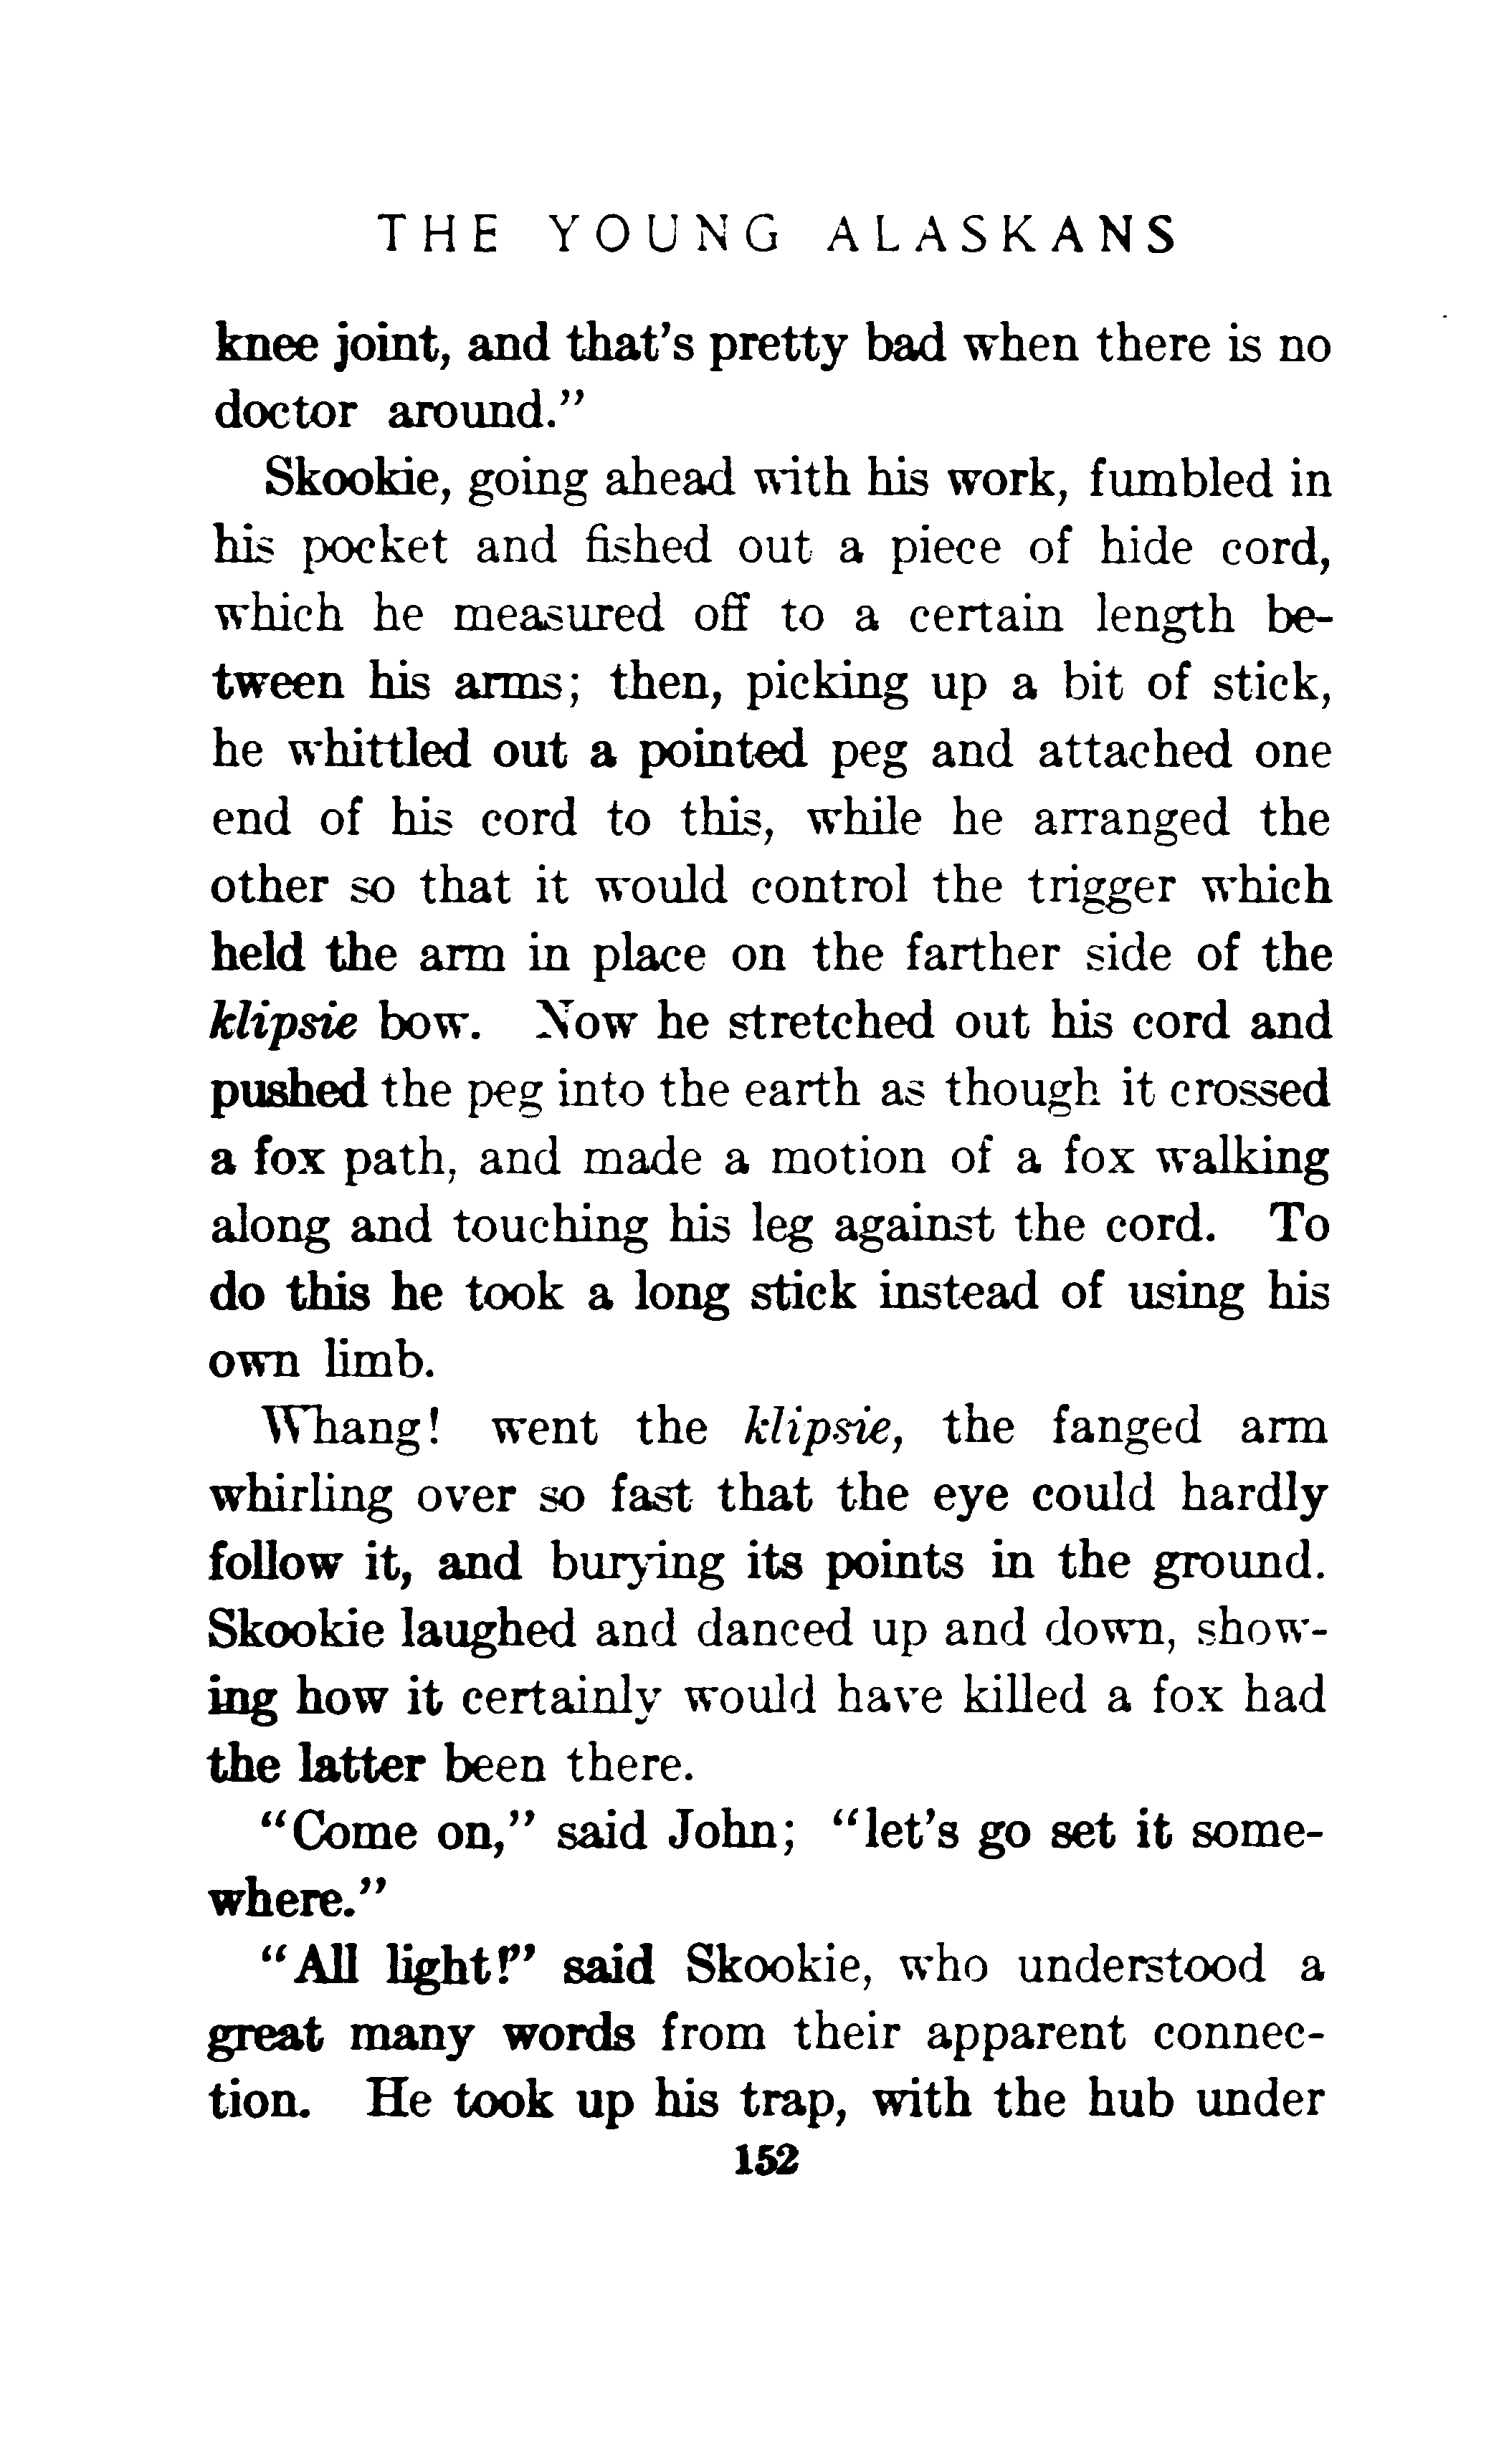 THE YOUNG ALASKANS
knee joint, and that's pretty bad when there is no
doctor around."
Skookie, going ahead with his work, fumbled in
his pocket and fished out a piece of hide cord,
which he measured off to a certain length be-
tween his arms; then, picking up a bit of stick,
he whittled out a pointed peg and attached one
end of his cord to this, while he arranged the
other so that it would control the trigger which
held the arm in place on the farther side of the
klipsie bow. Now he stretched out his cord and
pushed the peg into the earth as though it crossed
a fox path, and made a motion of a fox walking
along and touching his leg against the cord. To
do this he took a long stick instead of using his
own limb.
Whang! went the klipsie, the fanged arm
whirling over so fast that the eye could hardly
follow it, and burying its points in the ground.
Skookie laughed and danced up and down, show-
ing how it certainly would have killed a fox had
the latter been there.
"Come on," said John; "let's go set it some-
where."
"All light!" said Skookie, who understood a
great many words from their apparent connec-
tion. He took up his trap, with the hub under
152